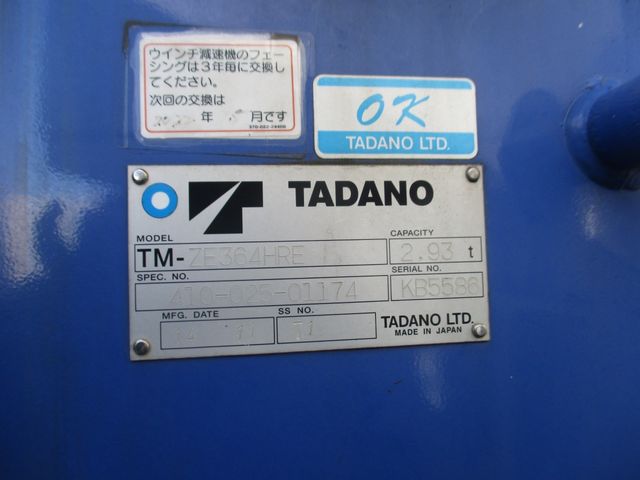 ウインチ減速機のフェー
シングは3年毎に交換し
てください。
次回の交換は
年 月です
OK
TADANO LTD.
TADANO
MODEL
TM-ZE364HRE
CAPACITY
2.93 t
SPEC. NO.
410-025-01174
SERIAL NO.
KB5586
MFG. DATE
SS NO.
TADANO LTD.
MADE IN JAPAN